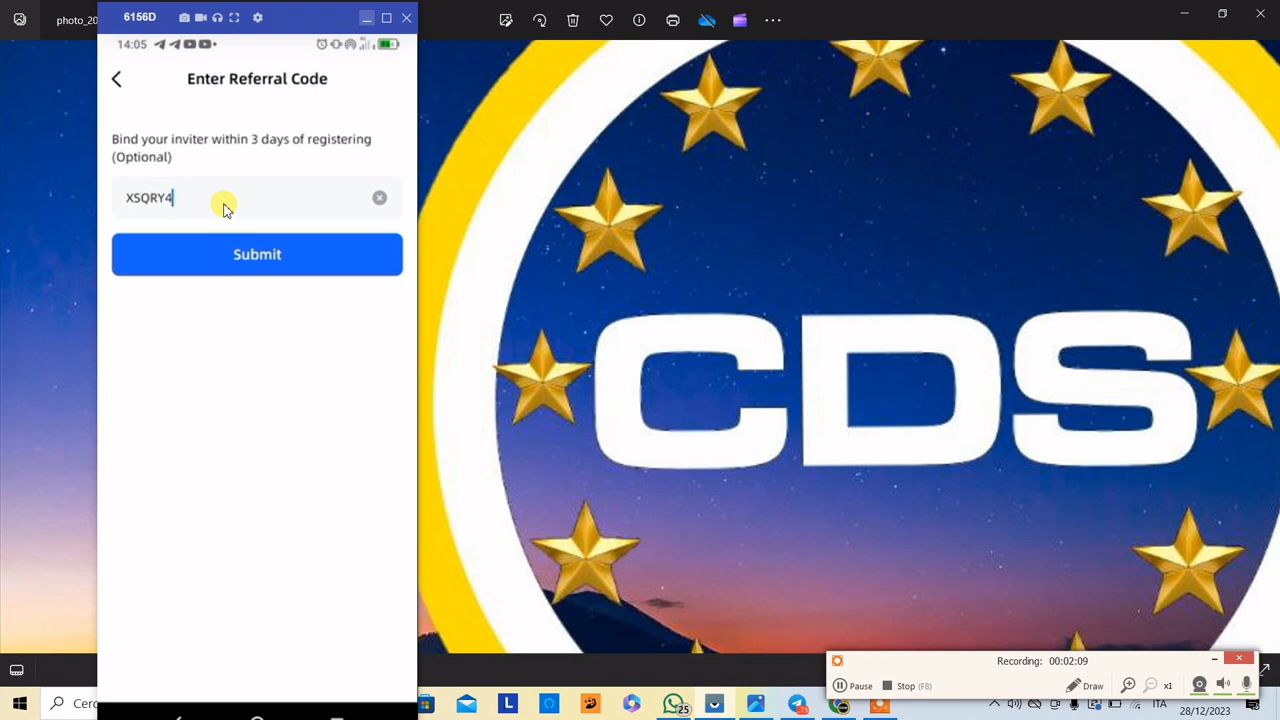 6156D
photo_20
14:05
Enter Referral Code
Bind your inviter within 3 days of registering
(Optional)
XSQRY4
Submit
CDS
Recording: 00:02:09
Pause
Stop (F8)
Draw
x1
Cerc
L
25
ITA
28/12/2023